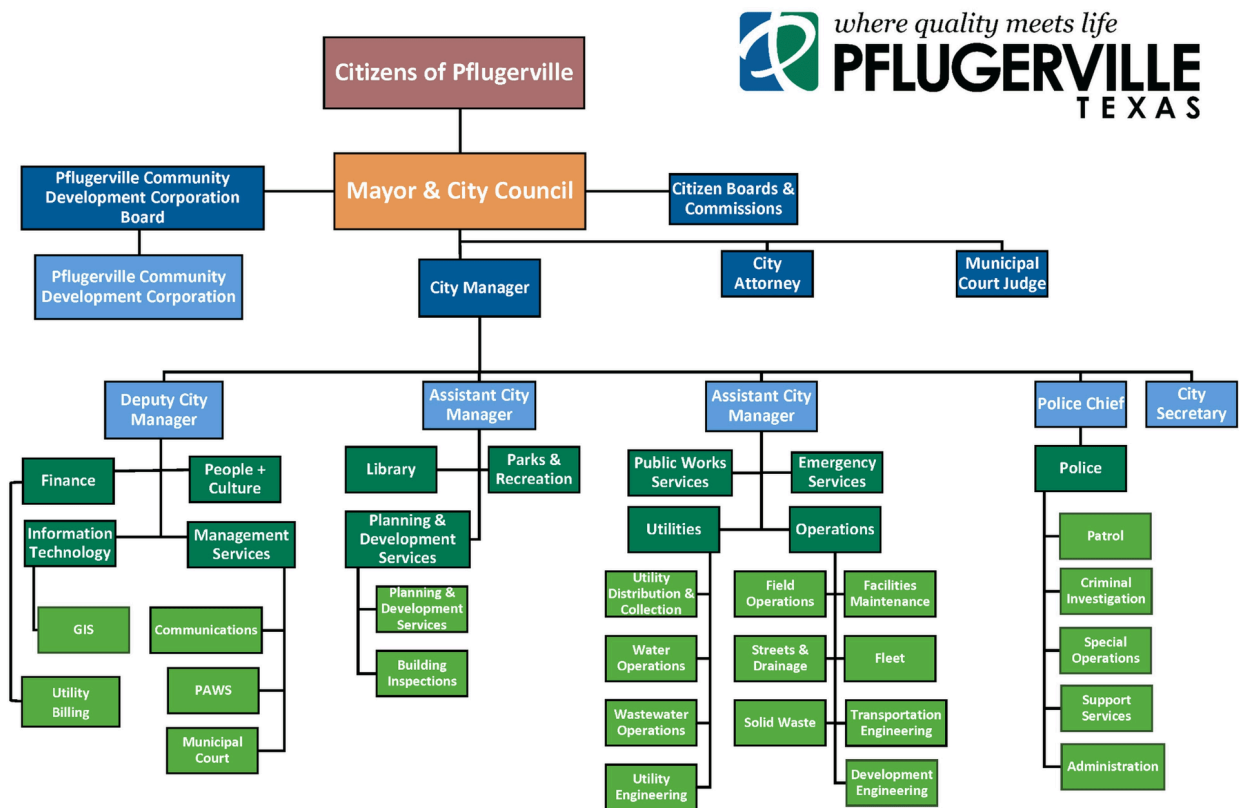 where quality meets life
PFLUGERVILLE
TEXAS
Citizens of Pflugerville
Mayor & City Council
Pflugerville Community
Development Corporation
Board
Citizen Boards &
Commissions
Pflugerville Community
Development Corporation
City Manager
City
Attorney
Municipal
Court Judge
Deputy City
Manager
Assistant City
Manager
Assistant City
Manager
Police Chief
City
Secretary
Finance
People +
Culture
Information
Technology
Management
Services
GIS
Communications
Utility
Billing
PAWS
Municipal
Court
Library
Parks &
Recreation
Planning &
Development
Services
Planning &
Development
Services
Building
Inspections
Public Works
Services
Emergency
Services
Utilities
Operations
Utility
Distribution &
Collection
Water
Operations
Wastewater
Operations
Utility
Engineering
Field
Operations
Facilities
Maintenance
Streets &
Drainage
Fleet
Solid Waste
Transportation
Engineering
Development
Engineering
Police
Patrol
Criminal
Investigation
Special
Operations
Support
Services
Administration